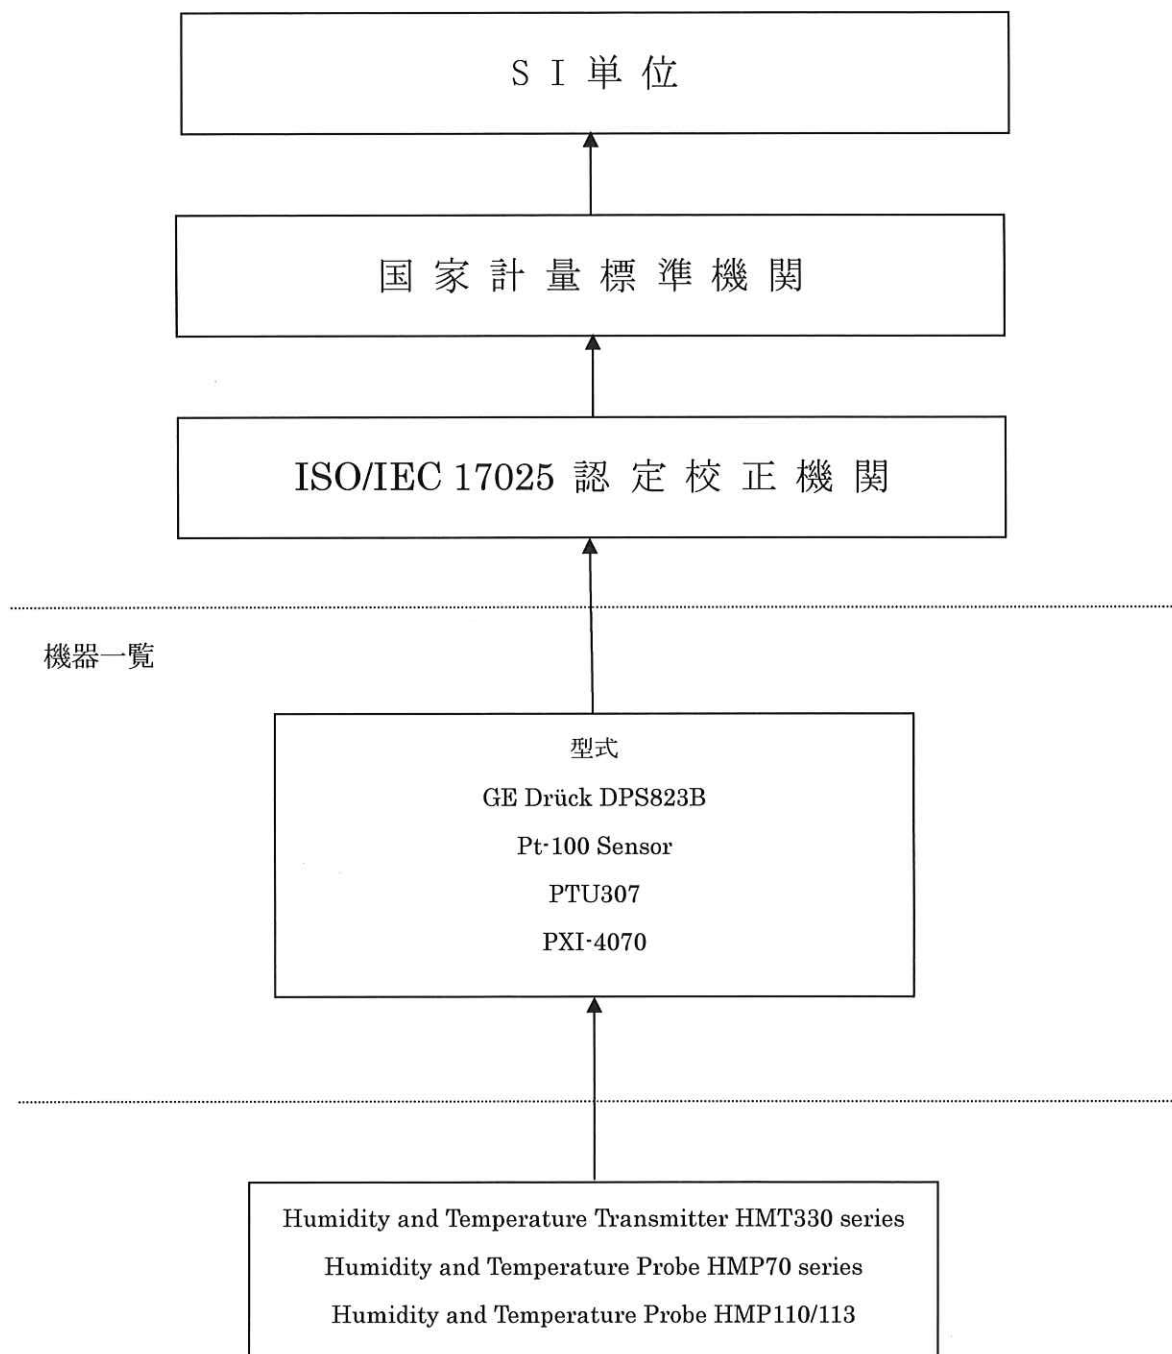 SI単位
国家計量標準機関
ISO/IEC 17025 認定校正機関
機器一覧
型式
GE Drück DPS823B
Pt-100 Sensor
PTU307
PXI-4070
Humidity and Temperature Transmitter HMT330 series
Humidity and Temperature Probe HMP70 series
Humidity and Temperature Probe HMP110/113